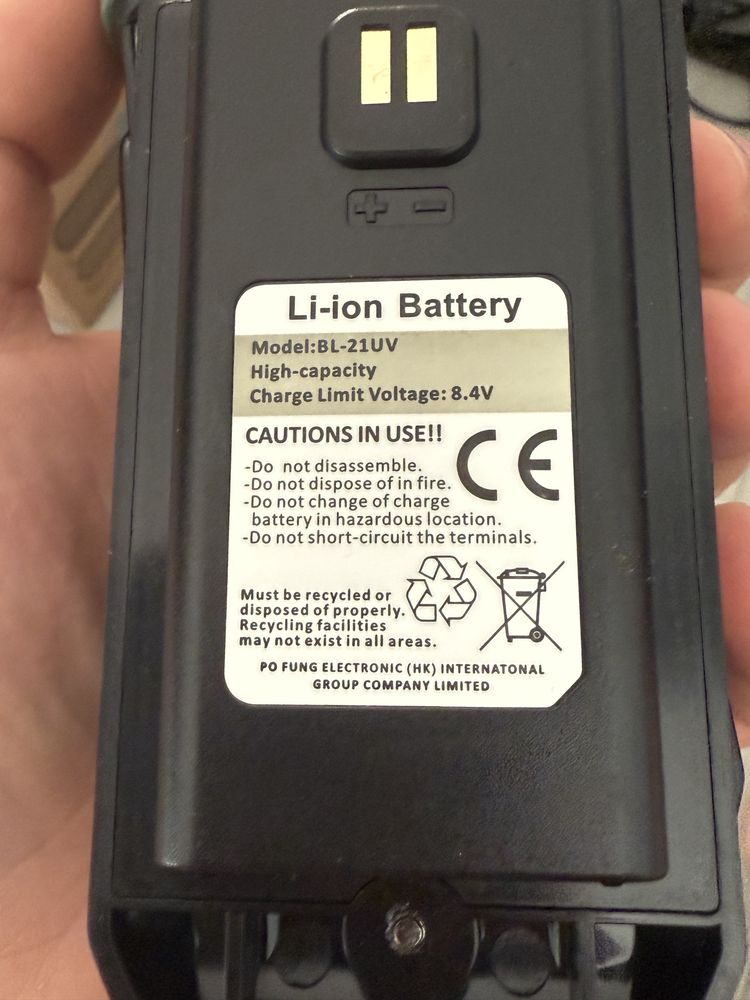 + -
Li-ion Battery
Model:BL-21UV
High-capacity
Charge Limit Voltage: 8.4V
CAUTIONS IN USE!!
CE
-Do not disassemble.
-Do not dispose of in fire.
-Do not change of charge
battery in hazardous location.
-Do not short-circuit the terminals.
Must be recycled or
disposed of properly.
Recycling facilities
may not exist in all areas.
PO FUNG ELECTRONIC (HK) INTERNATONAL
GROUP COMPANY LIMITED